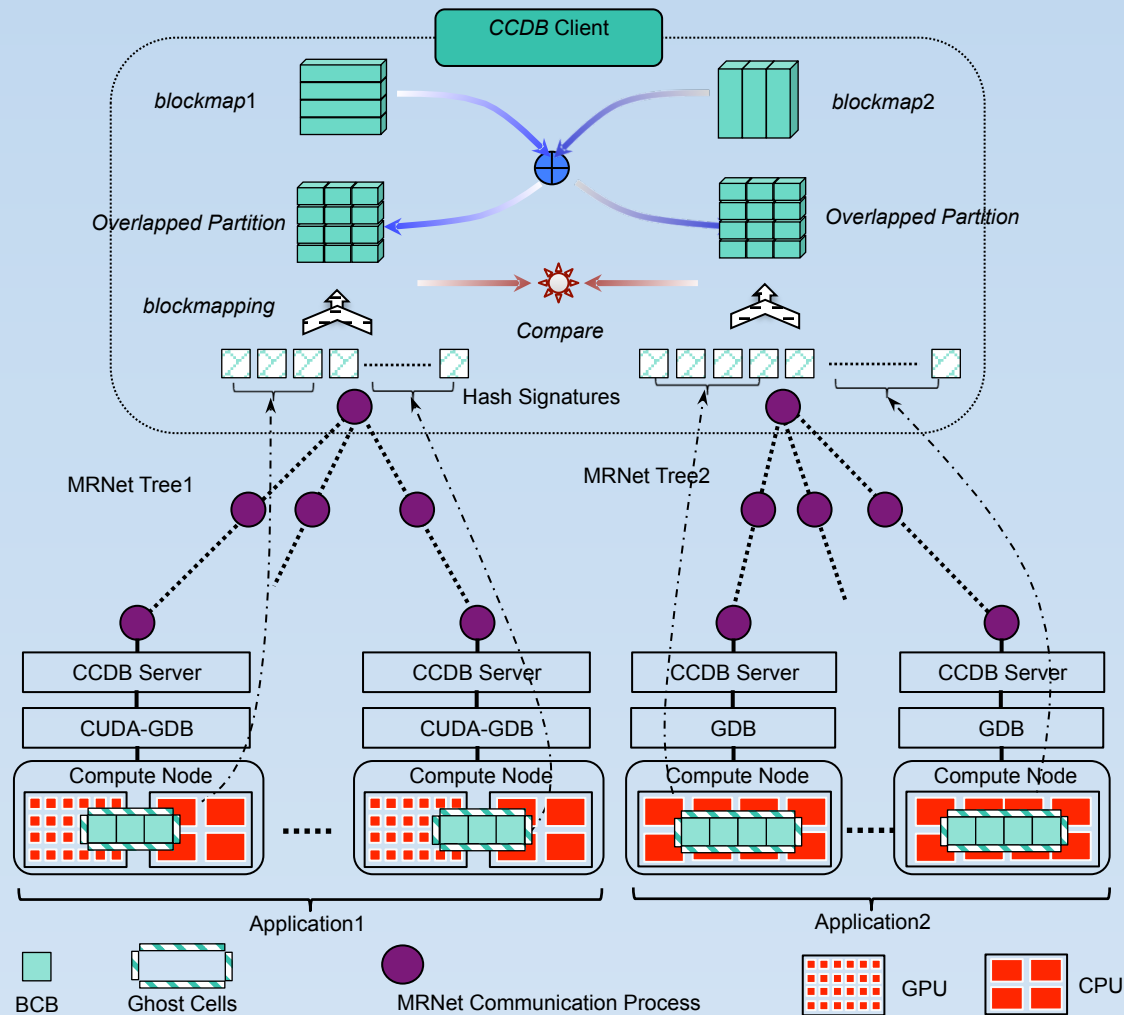 CCDB Client
blockmap1
blockmap2
Overlapped Partition
Overlapped Partition
blockmapping
Compare
Hash Signatures
MRNet Tree1
MRNet Tree2
CCDB Server
CCDB Server
CCDB Server
CCDB Server
CUDA-GDB
CUDA-GDB
GDB
GDB
Compute Node
Compute Node
Compute Node
Compute Node
Application1
Application2
BCB
Ghost Cells
MRNet Communication Process
GPU
CPU